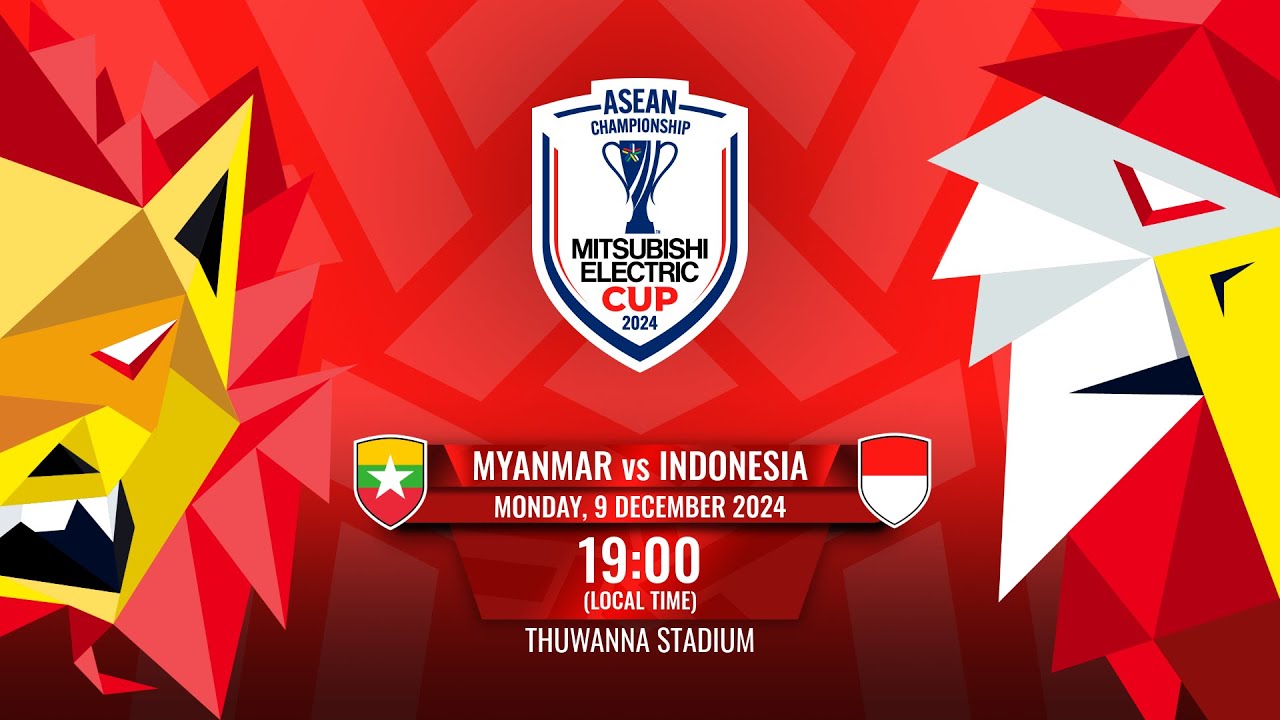 ASEAN
CHAMPIONSHIP
TM
MITSUBISHI
ELECTRIC
CUP
2024
MYANMAR vs INDONESIA
MONDAY, 9 DECEMBER 2024
19:00
(LOCAL TIME)
THUWANNA STADIUM